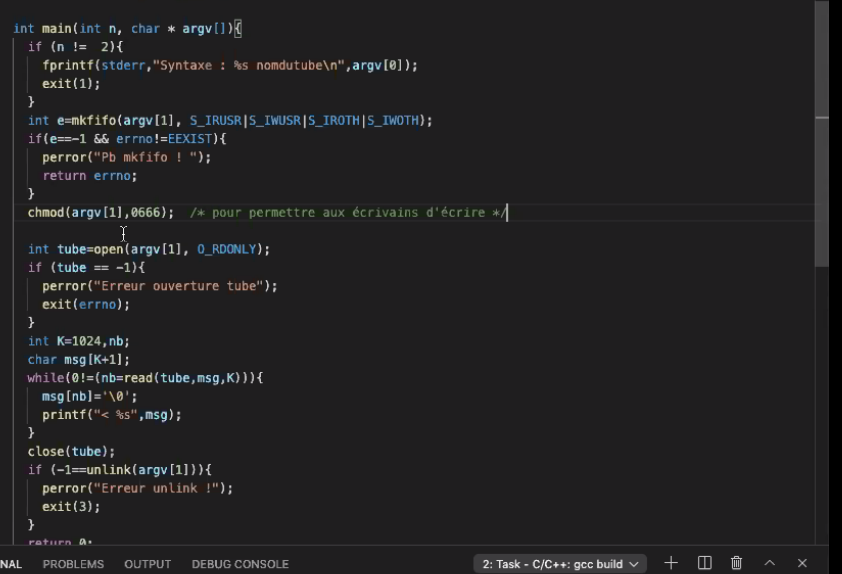 int main(int n, char * argv[]){
if (n != 2){
fprintf(stderr,"Syntaxe : %s nomdutube\n",argv[0]);
exit(1);
}
int e=mkfifo(argv[1], S_IRUSR|S_IWUSR|S_IROTH|S_IWOTH);
if(e==-1 && errno!=EEXIST){
perror("Pb mkfifo ! ");
return errno;
}
chmod(argv[1],0666); /* pour permettre aux écrivains d'écrire */
int tube=open(argv[1], O_RDONLY);
if (tube == -1){
perror("Erreur ouverture tube");
exit(errno);
}
int K=1024,nb;
char msg[K+1];
while(0!=(nb=read(tube,msg,K))){
msg[nb]='\0';
printf("< %s",msg);
}
close(tube);
if (-1==unlink(argv[1])){
perror("Erreur unlink !");
exit(3);
}
return 0;
NAL PROBLEMS OUTPUT DEBUG CONSOLE 2: Task - C/C++: gcc build